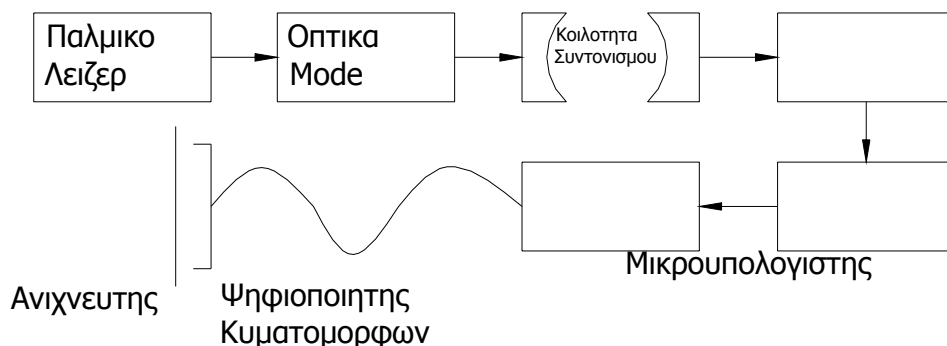 Παλμικο
Λειζερ
Οπτικα
Mode
Κοιλοτητα
Συντονισμου
Μικρουπολογιστης
Ανιχνευτης
Ψηφιοποιητης
Κυματομορφων